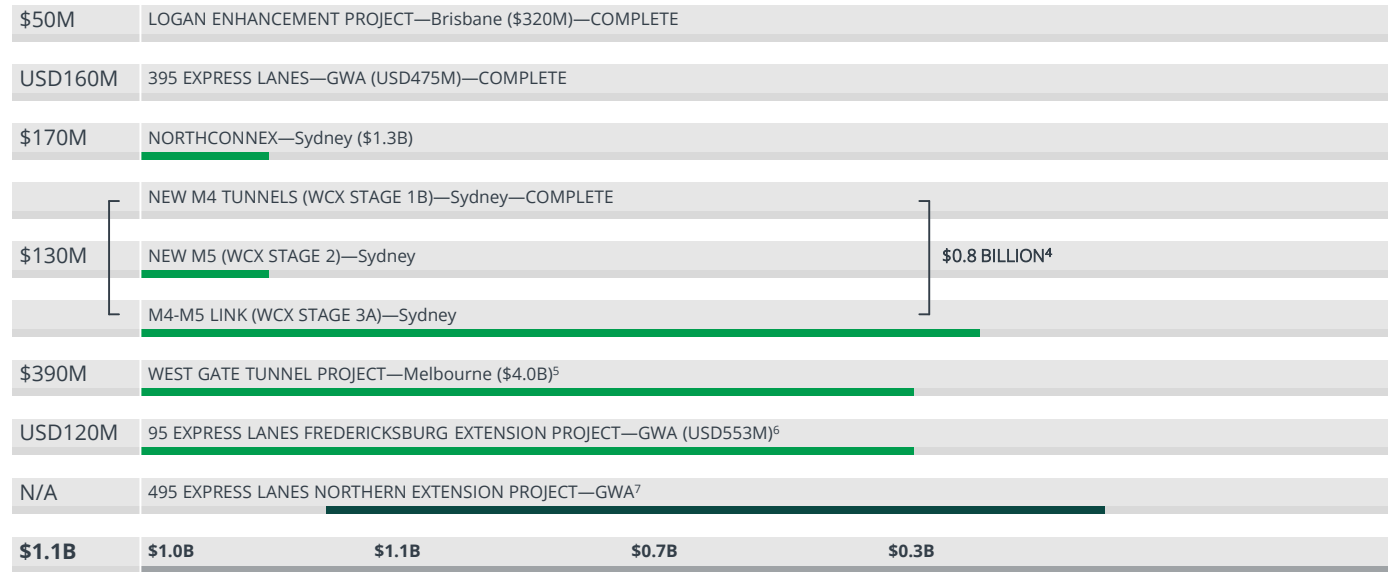 $50M LOGAN ENHANCEMENT PROJECT—Brisbane ($320M)—COMPLETE
USD160M 395 EXPRESS LANES—GWA (USD475M)—COMPLETE
$170M NORTHCONNEX—Sydney ($1.3B)
NEW M4 TUNNELS (WCX STAGE 1B)—Sydney—COMPLETE
$130M NEW M5 (WCX STAGE 2)—Sydney $0.8 BILLION⁴
M4-M5 LINK (WCX STAGE 3A)—Sydney
$390M WEST GATE TUNNEL PROJECT—Melbourne ($4.0B)⁵
USD120M 95 EXPRESS LANES FREDERICKSBURG EXTENSION PROJECT—GWA (USD553M)⁶
N/A 495 EXPRESS LANES NORTHERN EXTENSION PROJECT—GWA⁷
$1.1B $1.0B $1.1B $0.7B $0.3B